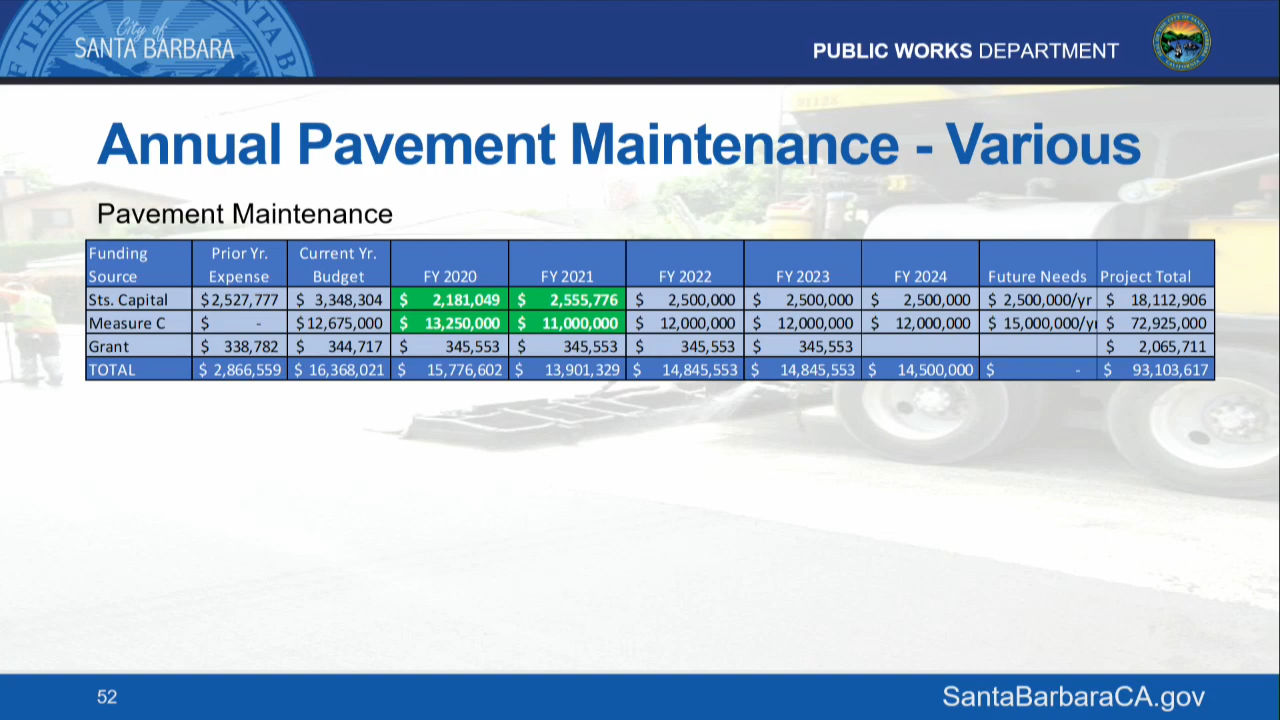 City of
SANTA BARBARA
PUBLIC WORKS DEPARTMENT
Annual Pavement Maintenance - Various
Pavement Maintenance
Funding Source Prior Yr. Expense Current Yr. Budget FY 2020 FY 2021 FY 2022 FY 2023 FY 2024 Future Needs Project Total
Sts. Capital $2,527,777 $ 3,348,304 $ 2,181,049 $ 2,555,776 $ 2,500,000 $ 2,500,000 $ 2,500,000 $ 2,500,000/yr $ 18,112,906
Measure C $ - $12,675,000 $ 13,250,000 $ 11,000,000 $ 12,000,000 $ 12,000,000 $ 12,000,000 $ 15,000,000/yr $ 72,925,000
Grant $ 338,782 $ 344,717 $ 345,553 $ 345,553 $ 345,553 $ 345,553 $ 2,065,711
TOTAL $ 2,866,559 $ 16,368,021 $ 15,776,602 $ 13,901,329 $ 14,845,553 $ 14,845,553 $ 14,500,000 $ - $ 93,103,617
52
SantaBarbaraCA.gov